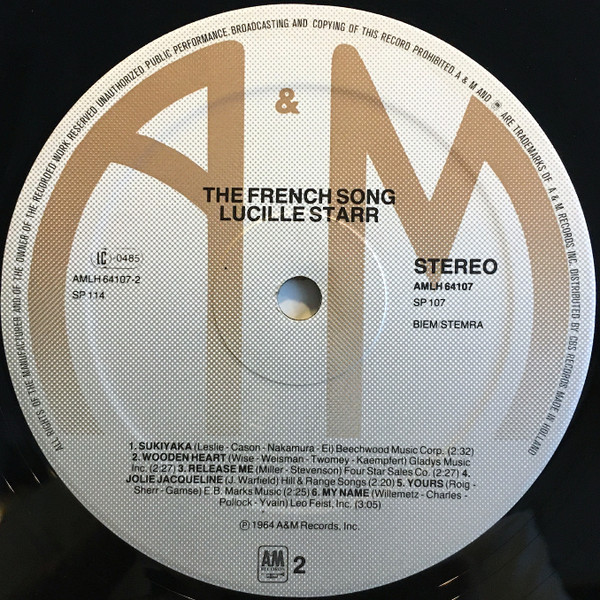 ALL RIGHTS OF THE MANUFACTURER AND OF THE OWNER OF THE RECORDED WORK RESERVED. UNAUTHORIZED PUBLIC PERFORMANCE, BROADCASTING AND COPYING OF THIS RECORD PROHIBITED. A & M AND ARE TRADEMARKS OF A & M RECORDS INC. DISTRIBUTED BY CBS RECORDS. MADE IN HOLLAND
A & M
THE FRENCH SONG
LUCILLE STARR
LC -0485
AMLH 64107-2
SP 114
STEREO
AMLH 64107
SP 107
BIEM/STEMRA
1. SUKIYAKA (Leslie - Cason - Nakamura - Ei) Beechwood Music Corp. (2:32)
2. WOODEN HEART (Wise - Weisman - Twomey - Kaempfert) Gladys Music
Inc. (2:27) 3. RELEASE ME (Miller - Stevenson) Four Star Sales Co. (2:27) 4.
JOLIE JACQUELINE (J. Warfield) Hill & Range Songs (2:20) 5. YOURS (Roig -
Sherr - Gamse) E.B. Marks Music (2:25) 6. MY NAME (Willemetz - Charles -
Pollock - Yvain) Leo Feist, Inc. (3:05)
℗ 1964 A&M Records, Inc.
AM
RECORDS
2